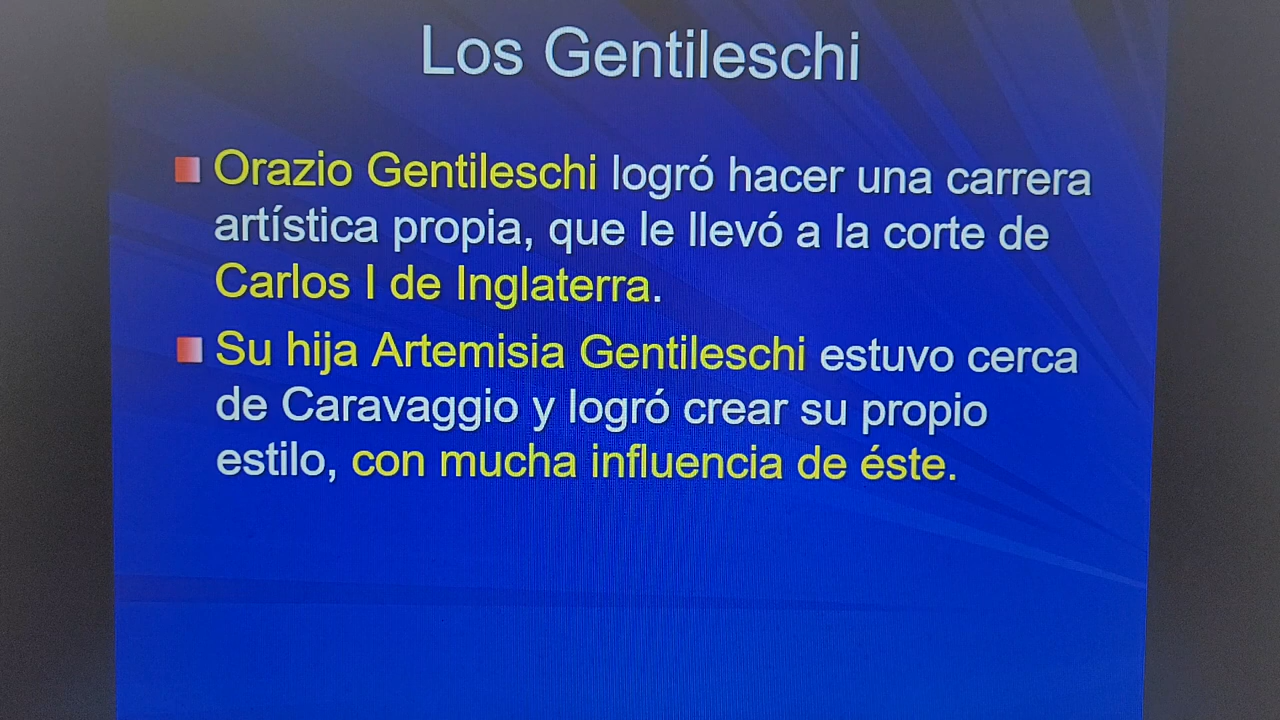 Los Gentileschi
Orazio Gentileschi logró hacer una carrera
artística propia, que le llevó a la corte de
Carlos I de Inglaterra.
Su hija Artemisia Gentileschi estuvo cerca
de Caravaggio y logró crear su propio
estilo, con mucha influencia de éste.